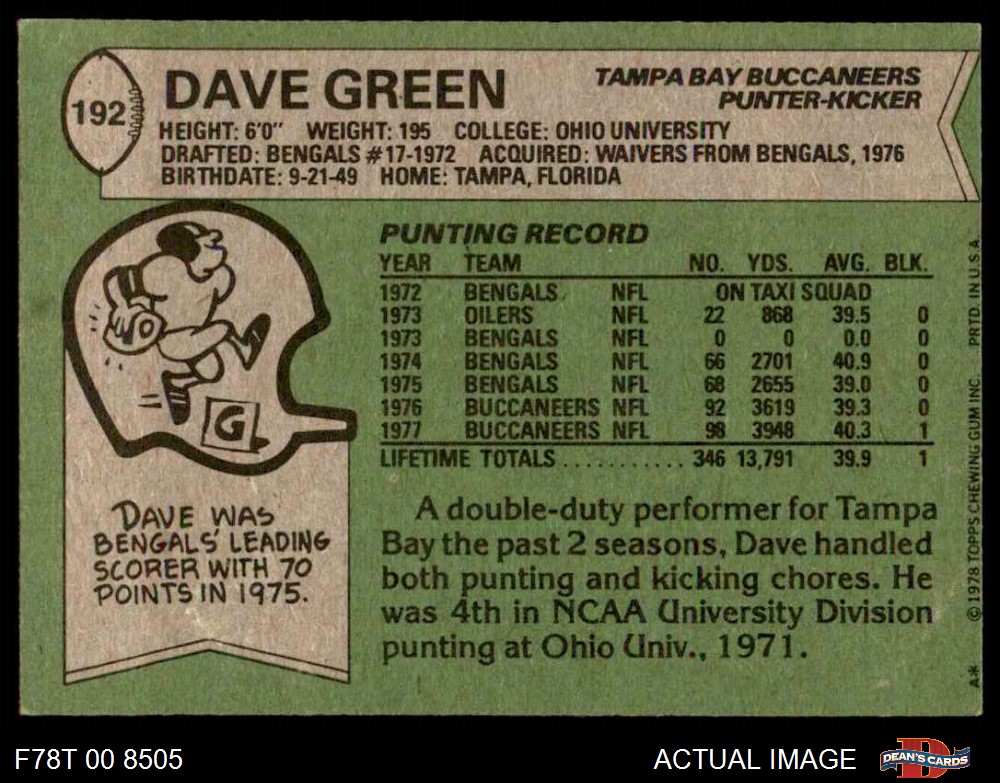 192
DAVE GREEN
TAMPA BAY BUCCANEERS
PUNTER-KICKER
HEIGHT: 6'0" WEIGHT: 195 COLLEGE: OHIO UNIVERSITY
DRAFTED: BENGALS #17-1972 ACQUIRED: WAIVERS FROM BENGALS, 1976
BIRTHDATE: 9-21-49 HOME: TAMPA, FLORIDA
G
DAVE WAS
BENGALS' LEADING
SCORER WITH 70
POINTS IN 1975.
PUNTING RECORD
YEAR TEAM NO. YDS. AVG. BLK.
1972 BENGALS NFL ON TAXI SQUAD
1973 OILERS NFL 22 868 39.5 0
1973 BENGALS NFL 0 0 0.0 0
1974 BENGALS NFL 66 2701 40.9 0
1975 BENGALS NFL 68 2655 39.0 0
1976 BUCCANEERS NFL 92 3619 39.3 0
1977 BUCCANEERS NFL 98 3948 40.3 1
LIFETIME TOTALS ........... 346 13,791 39.9 1
A double-duty performer for Tampa
Bay the past 2 seasons, Dave handled
both punting and kicking chores. He
was 4th in NCAA University Division
punting at Ohio Univ., 1971.
A* © 1978 TOPPS CHEWING GUM INC. PRTD. IN U.S.A.
F78T 00 8505
ACTUAL IMAGE
D
DEAN'S CARDS